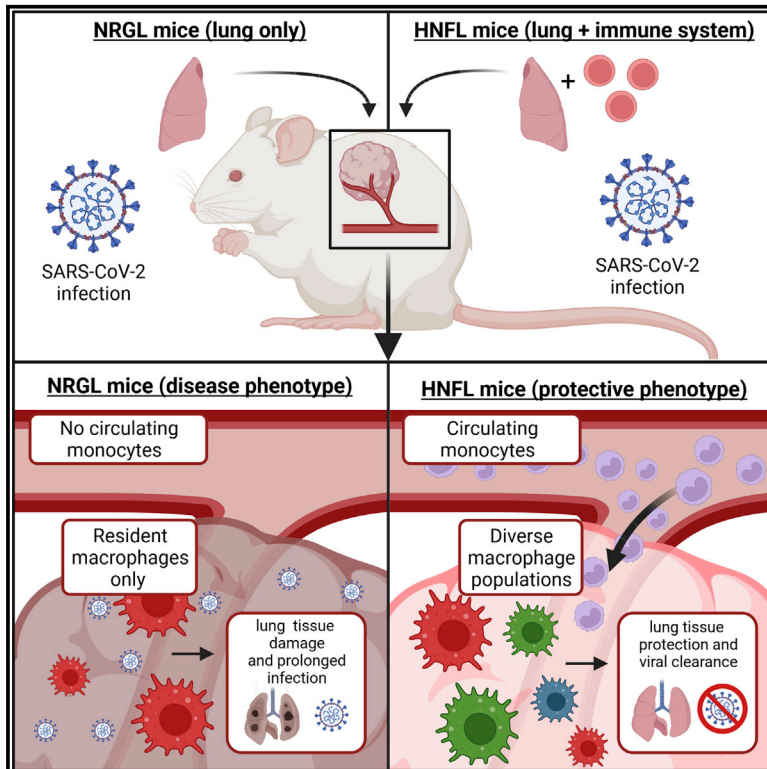 NRGL mice (lung only)
HNFL mice (lung + immune system)
+
SARS-CoV-2
infection
SARS-CoV-2
infection
NRGL mice (disease phenotype)
HNFL mice (protective phenotype)
No circulating
monocytes
Circulating
monocytes
Resident
macrophages
only
Diverse
macrophage
populations
lung tissue
damage
and prolonged
infection
lung tissue
protection and
viral clearance